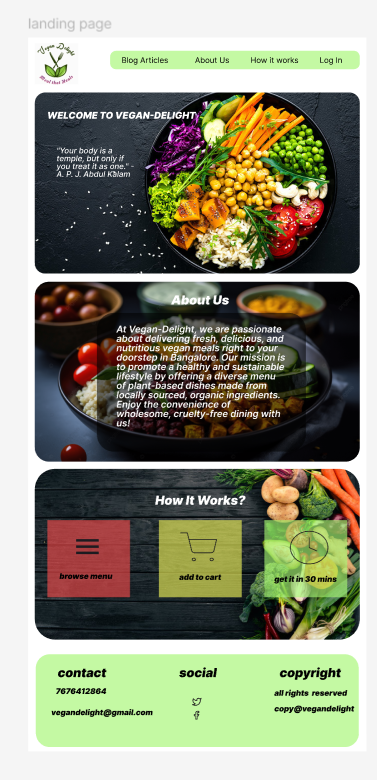 landing page
Vegan Delight
Meal that Heals
Blog Articles About Us How it works Log In
WELCOME TO VEGAN-DELIGHT
"Your body is a
temple, but only if
you treat it as one." -
A. P. J. Abdul Kalam
About Us
At Vegan-Delight, we are passionate
about delivering fresh, delicious, and
nutritious vegan meals right to your
doorstep in Bangalore. Our mission is
to promote a healthy and sustainable
lifestyle by offering a diverse menu
of plant-based dishes made from
locally sourced, organic ingredients.
Enjoy the convenience of
wholesome, cruelty-free dining with
us!
How It Works?
browse menu add to cart get it in 30 mins
contact social copyright
7676412864 all rights reserved
vegandelight@gmail.com copy@vegandelight